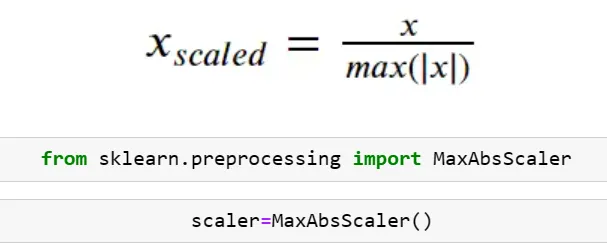 x_scaled = x / max(|x|)
from sklearn.preprocessing import MaxAbsScaler
scaler=MaxAbsScaler()